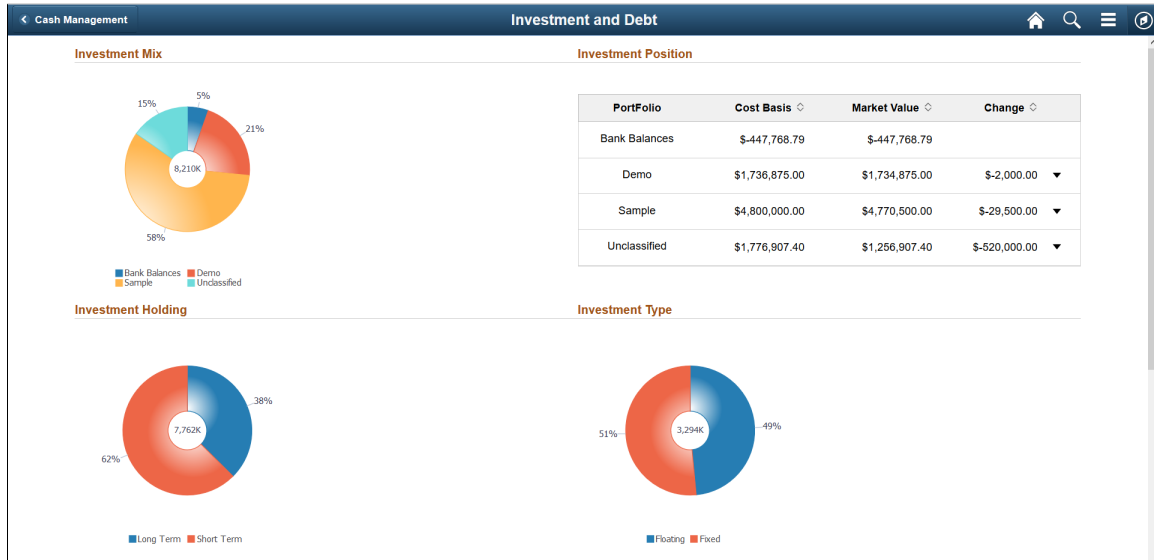 Cash Management
Investment and Debt
Investment Mix
5%
15%
21%
8,210K
58%
Bank Balances Demo
Sample Unclassified
Investment Position
PortFolio Cost Basis Market Value Change
Bank Balances $-447,768.79 $-447,768.79
Demo $1,736,875.00 $1,734,875.00 $-2,000.00
Sample $4,800,000.00 $4,770,500.00 $-29,500.00
Unclassified $1,776,907.40 $1,256,907.40 $-520,000.00
Investment Holding
38%
7,762K
62%
Long Term Short Term
Investment Type
49%
51%
3,294K
Floating Fixed